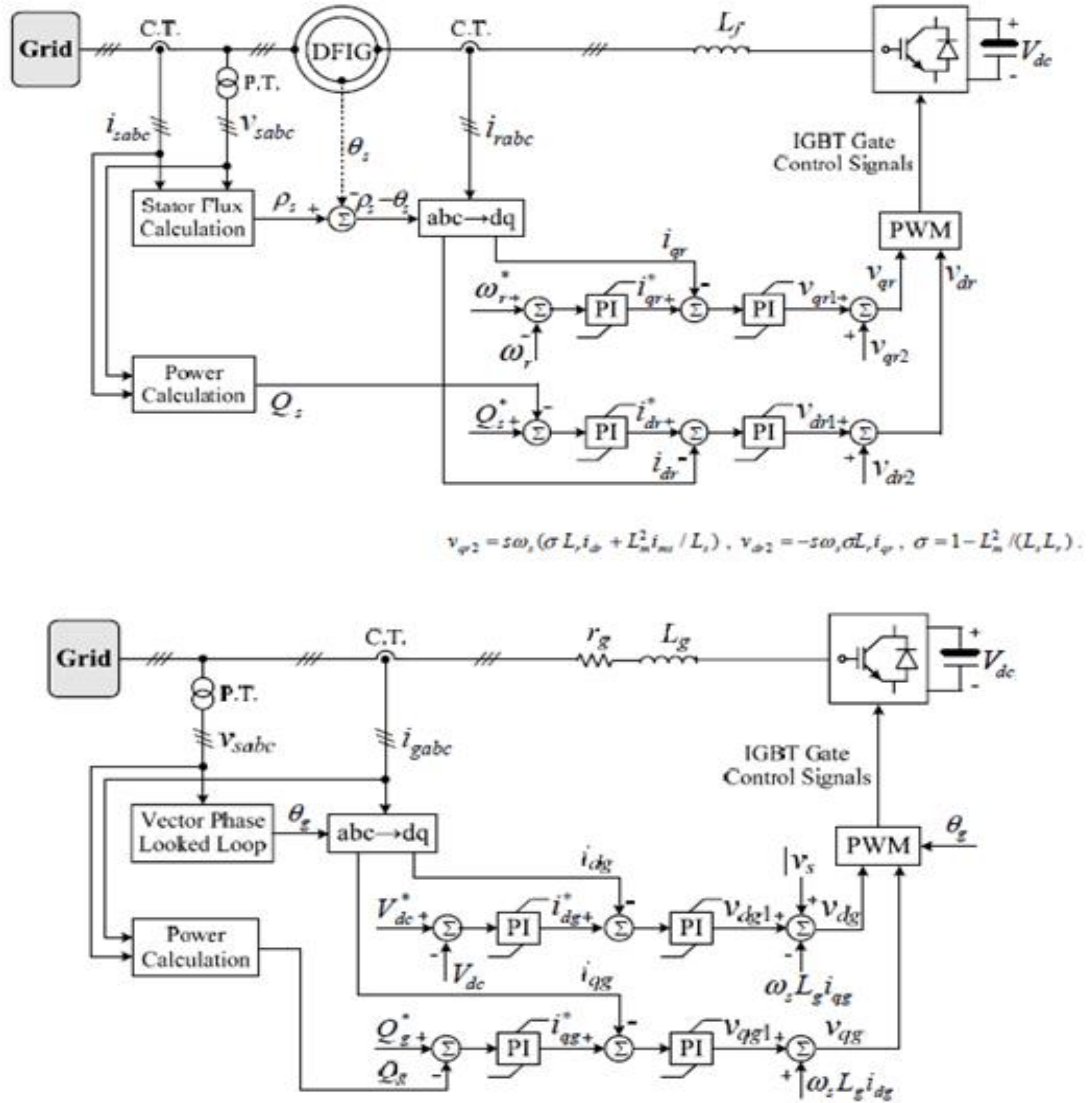 C.T.
C.T.
L_f
Grid
DFIG
V_dc
+
-
P.T.
i_sabc
v_sabc
θ_s
i_rabc
IGBT Gate
Control Signals
Stator Flux
Calculation
ρ_s +
Σ
-
ρ_s-θ_s
abc→dq
PWM
i_qr
v_qr
v_dr
ω_r* +
Σ
PI
i_qr* +
Σ
-
PI
v_qr1 +
Σ
ω_r
-
+
v_qr2
Power
Calculation
Q_s
Q_s* +
Σ
-
PI
i_dr* +
Σ
PI
v_dr1 +
Σ
i_dr -
+
v_dr2
v_qr2 = sω_s(σ L_r i_dr + L_m^2 i_ms / L_s) , v_dr2 = -sω_s σL_r i_qr , σ = 1- L_m^2 /(L_s L_r) .
Grid
C.T.
r_g
L_g
V_dc
+
-
P.T.
v_sabc
i_gabc
IGBT Gate
Control Signals
Vector Phase
Looked Loop
θ_g
abc→dq
PWM
θ_g
i_dg
|v_s
+
V_dc* +
Σ
PI
i_dg* +
Σ
-
PI
v_dg1 +
Σ
v_dg
-
V_dc
-
ω_s L_g i_qg
Power
Calculation
i_qg
Q_g* +
Σ
PI
i_qg* +
Σ
-
PI
v_qg1 +
Σ
v_qg
Q_g
-
+
ω_s L_g i_dg